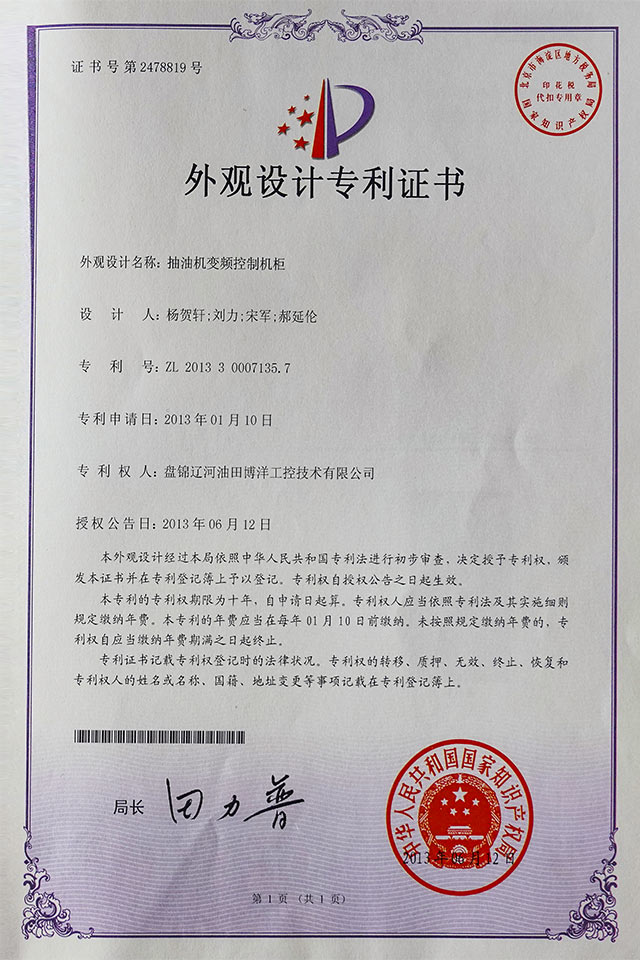 证书号第2478819号
北京市海淀区地方税务局
印花税
代扣专用章
国家知识产权局
外观设计专利证书
外观设计名称：抽油机变频控制机柜
设计人：杨贺轩;刘力;宋军;郝延伦
专利号：ZL 2013 3 0007135.7
专利申请日：2013年01月10日
专利权人：盘锦辽河油田博洋工控技术有限公司
授权公告日：2013年06月12日
本外观设计经过本局依照中华人民共和国专利法进行初步审查，决定授予专利权，颁
发本证书并在专利登记簿上予以登记。专利权自授权公告之日起生效。
本专利的专利权期限为十年，自申请日起算。专利权人应当依照专利法及其实施细则
规定缴纳年费。本专利的年费应当在每年01月10日前缴纳。未按照规定缴纳年费的，专
利权自应当缴纳年费期满之日起终止。
专利证书记载专利权登记时的法律状况。专利权的转移、质押、无效、终止、恢复和
专利权人的姓名或名称、国籍、地址变更等事项记载在专利登记簿上。
局长
田力普
中华人民共和国国家知识产权局
2013年06月12日
第1页（共1页）